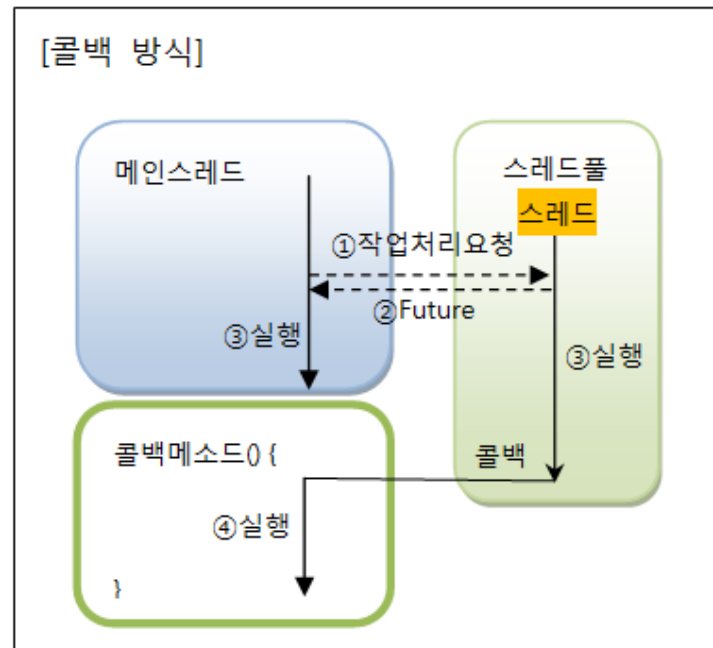 [콜백 방식]
메인스레드
스레드풀
스레드
①작업처리요청
②Future
③실행
③실행
콜백메소드() {
콜백
④실행
}